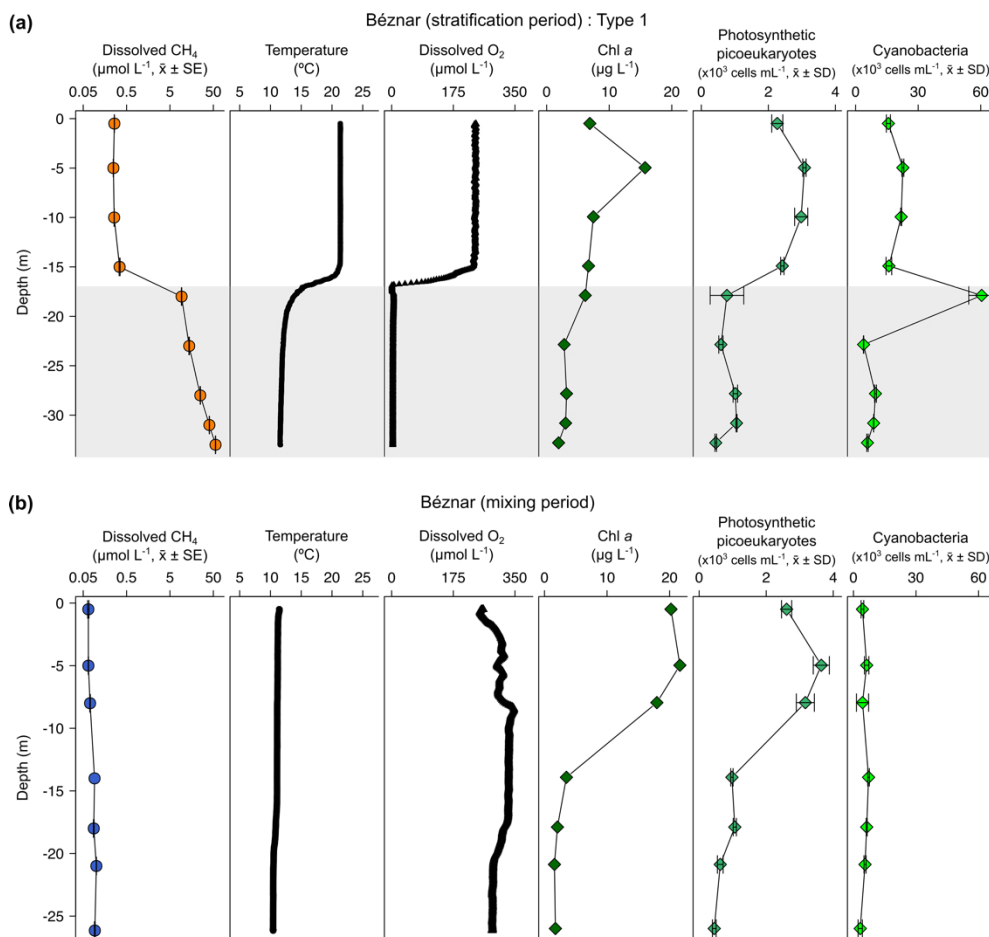 (a)
Béznar (stratification period) : Type 1
Dissolved CH₄
(µmol L⁻¹, x̄ ± SE)
0.05 0.5 5 50
Temperature
(ºC)
5 10 15 20 25
Dissolved O₂
(µmol L⁻¹)
0 175 350
Chl a
(µg L⁻¹)
0 10 20
Photosynthetic
picoeukaryotes
(x10³ cells mL⁻¹, x̄ ± SD)
0 2 4
Cyanobacteria
(x10³ cells mL⁻¹, x̄ ± SD)
0 30 60
Depth (m)
0
-5
-10
-15
-20
-25
-30
(b)
Béznar (mixing period)
Dissolved CH₄
(µmol L⁻¹, x̄ ± SE)
0.05 0.5 5 50
Temperature
(ºC)
5 10 15 20 25
Dissolved O₂
(µmol L⁻¹)
0 175 350
Chl a
(µg L⁻¹)
0 10 20
Photosynthetic
picoeukaryotes
(x10³ cells mL⁻¹, x̄ ± SD)
0 2 4
Cyanobacteria
(x10³ cells mL⁻¹, x̄ ± SD)
0 30 60
Depth (m)
0
-5
-10
-15
-20
-25